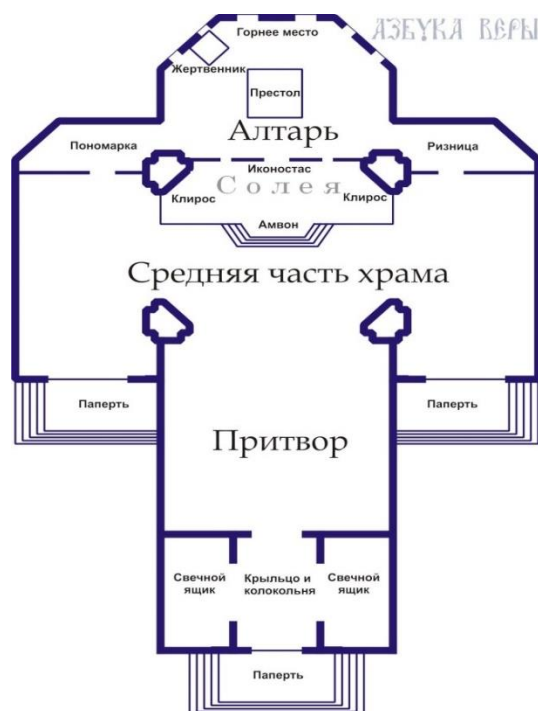 Горнее место
АЗБУКА ВЕРЫ
Жертвенник
Престол
Алтарь
Пономарка
Ризница
Иконостас
Солея
Клирос
Клирос
Амвон
Средняя часть храма
Паперть
Паперть
Притвор
Свечной
ящик
Крыльцо и
колокольня
Свечной
ящик
Паперть